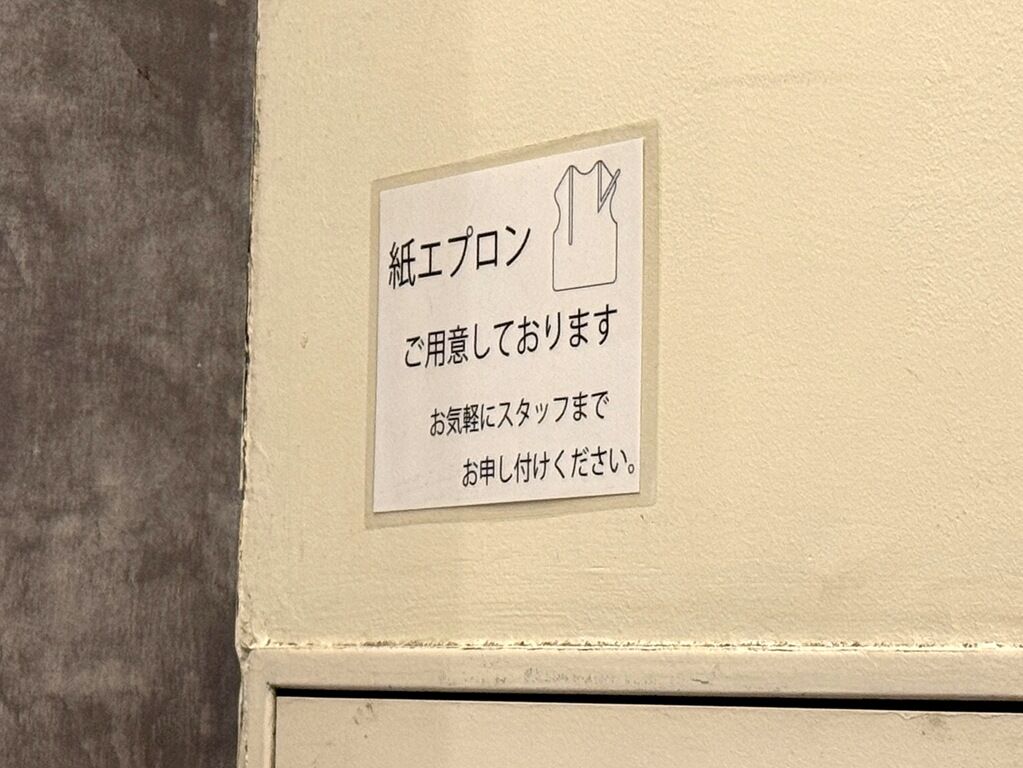 紙エプロン
ご用意しております
お気軽にスタッフまで
お申し付けください。